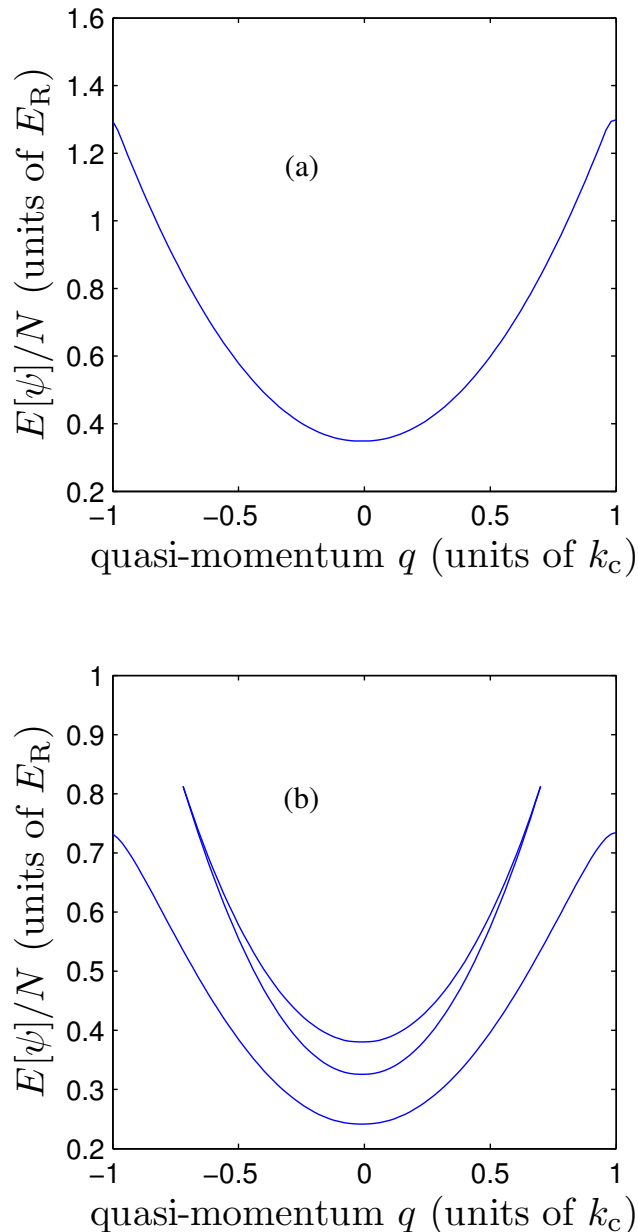 1.6
1.4
1.2
1
0.8
0.6
0.4
0.2
E[ψ]/N (units of E_R)
(a)
−1 −0.5 0 0.5 1
quasi-momentum q (units of k_c)
1
0.9
0.8
0.7
0.6
0.5
0.4
0.3
0.2
E[ψ]/N (units of E_R)
(b)
−1 −0.5 0 0.5 1
quasi-momentum q (units of k_c)